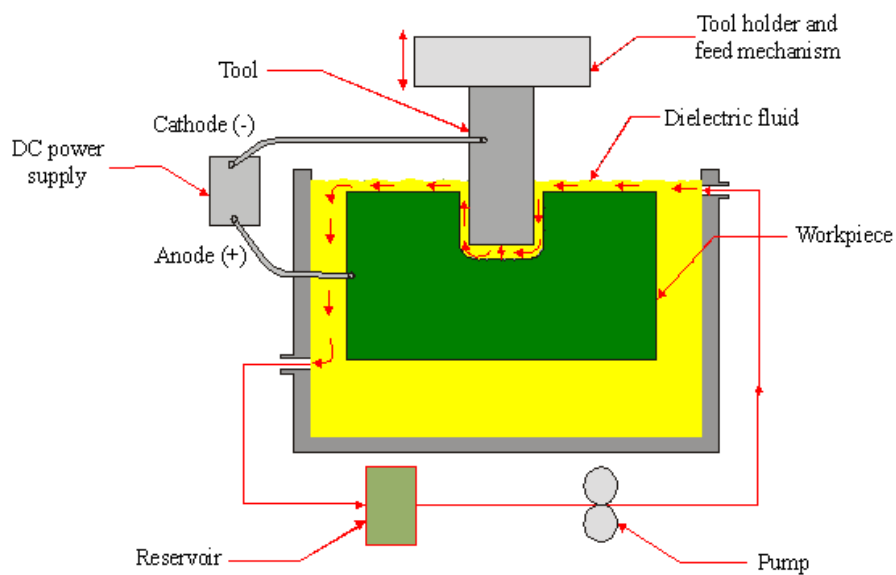 Tool holder and
feed mechanism
Tool
Cathode (-)
Dielectric fluid
DC power
supply
Workpiece
Anode (+)
Reservoir
Pump